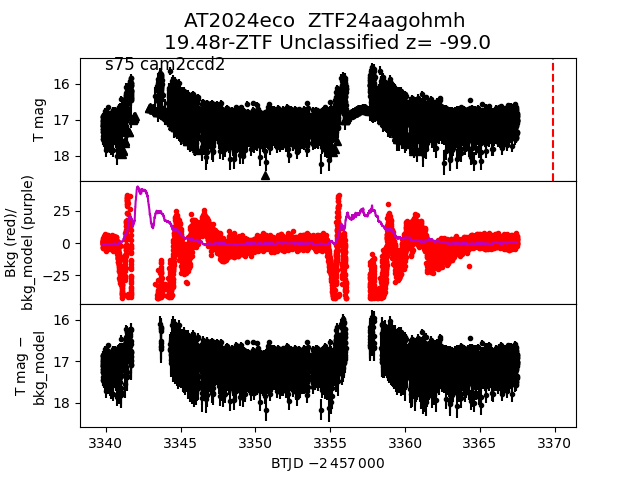 AT2024eco  ZTF24aagohmh
19.48r-ZTF Unclassified z= -99.0
s75 cam2ccd2
T mag
16
17
18
Bkg (red)/
bkg_model (purple)
25
0
−25
T mag −
bkg_model
16
17
18
3340 3345 3350 3355 3360 3365 3370
BTJD −2 457 000